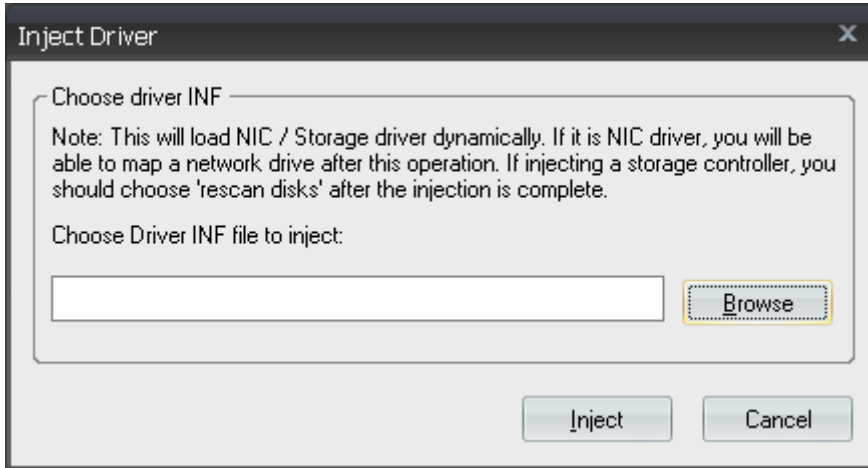 Inject Driver
x
Choose driver INF
Note: This will load NIC / Storage driver dynamically. If it is NIC driver, you will be
able to map a network drive after this operation. If injecting a storage controller, you
should choose 'rescan disks' after the injection is complete.
Choose Driver INF file to inject:
Browse
Inject
Cancel